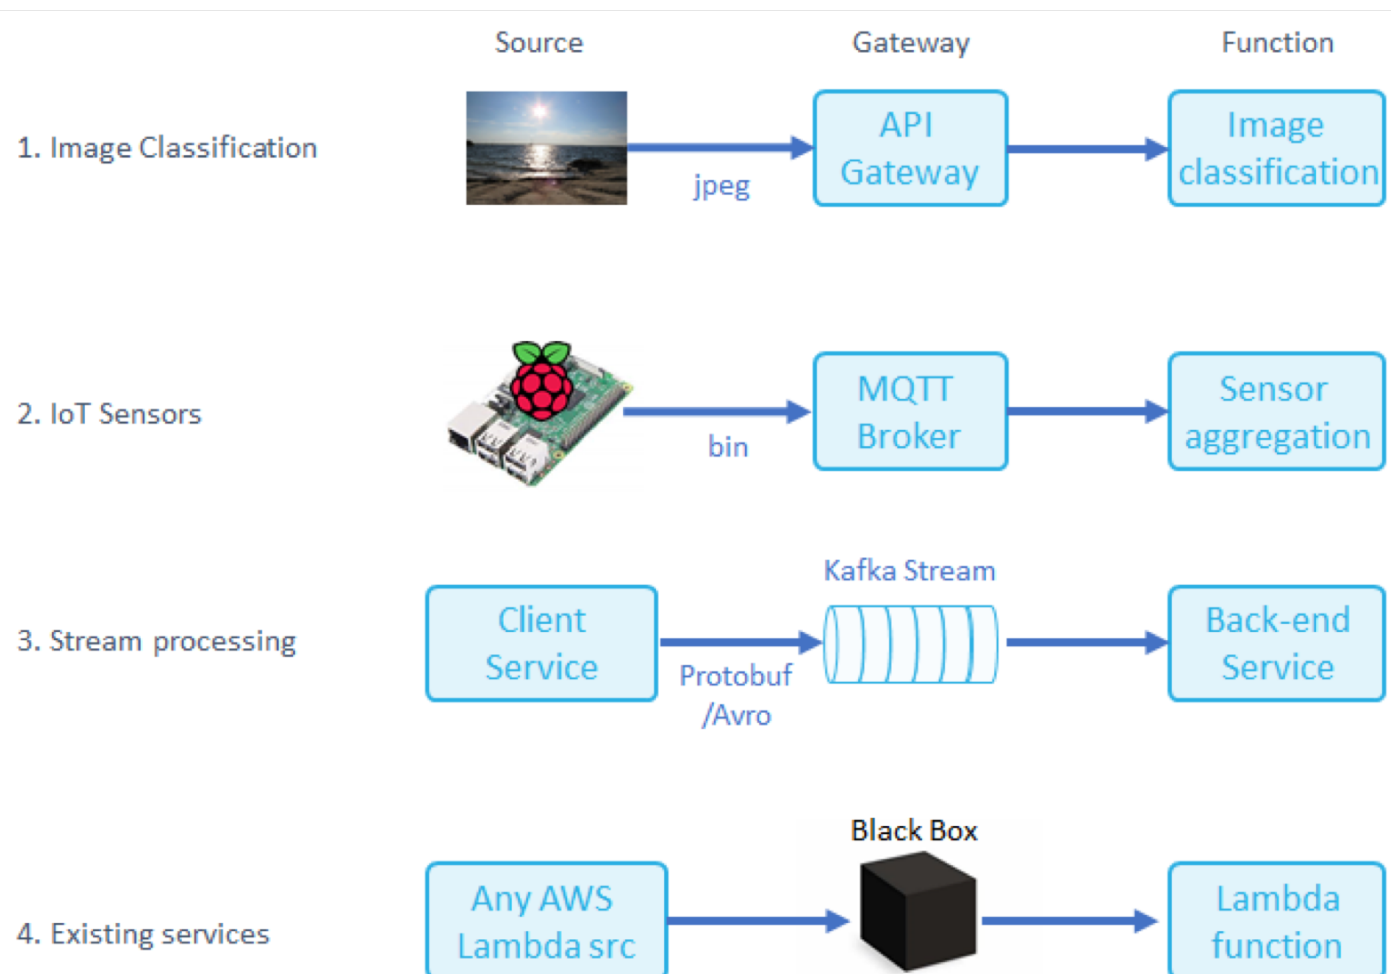 Source Gateway Function
1. Image Classification
jpeg
API
Gateway
Image
classification
2. IoT Sensors
bin
MQTT
Broker
Sensor
aggregation
3. Stream processing
Client
Service
Protobuf
/Avro
Kafka Stream
Back-end
Service
4. Existing services
Any AWS
Lambda src
Black Box
Lambda
function